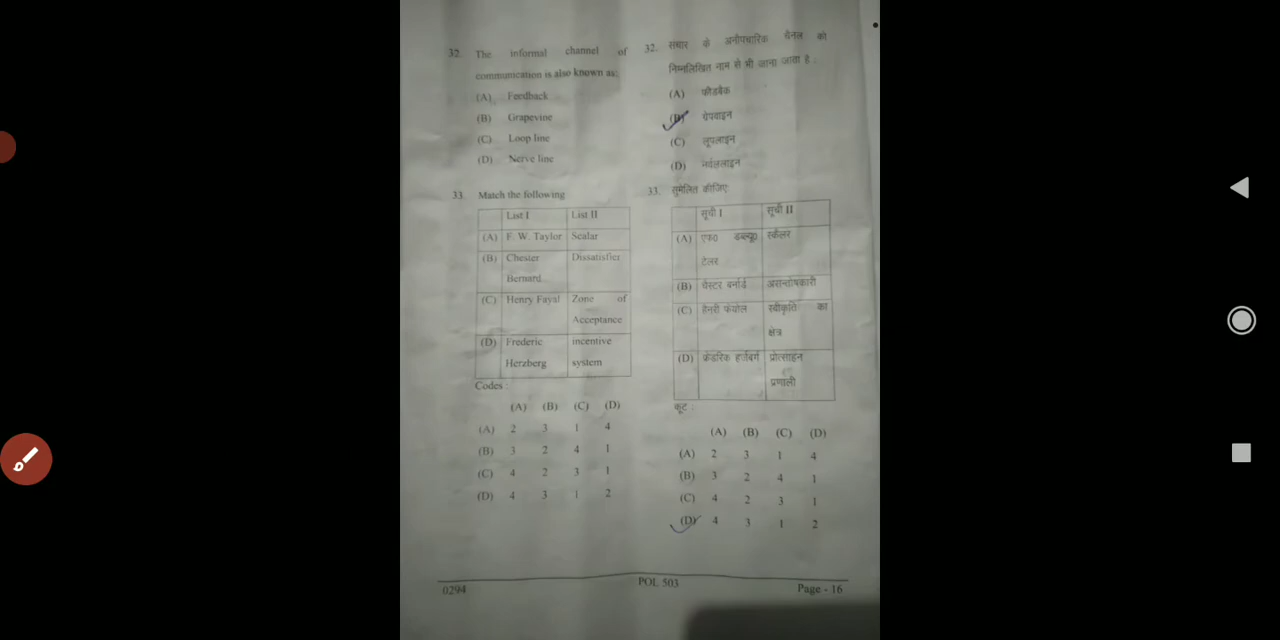 32. The informal channel of
communication is also known as:
(A) Feedback
(B) Grapevine
(C) Loop line
(D) Nerve line
33. Match the following
List I List II
(A) F. W. Taylor Scalar
(B) Chester Dissatisfier
Bernard
(C) Henry Fayal Zone of
Acceptance
(D) Frederic incentive
Herzberg system
Codes :
(A) (B) (C) (D)
(A) 2 3 1 4
(B) 3 2 4 1
(C) 4 2 3 1
(D) 4 3 1 2
32. संचार के अनौपचारिक चैनल को
निम्नलिखित नाम से भी जाना जाता है :
(A) फीडबैक
(B) ग्रेपवाइन
(C) लूपलाइन
(D) नर्वललाइन
33. सुमेलित कीजिए:
सूची I सूची II
(A) एफ0 डब्ल्यू0 स्केलर
टेलर
(B) चेस्टर बर्नार्ड असन्तोषकारी
(C) हेनरी फेयोल स्वीकृति का
क्षेत्र
(D) फ्रेडरिक हर्जबर्ग प्रोत्साहन
प्रणाली
कूट :
(A) (B) (C) (D)
(A) 2 3 1 4
(B) 3 2 4 1
(C) 4 2 3 1
(D) 4 3 1 2
0294 POL 503 Page - 16